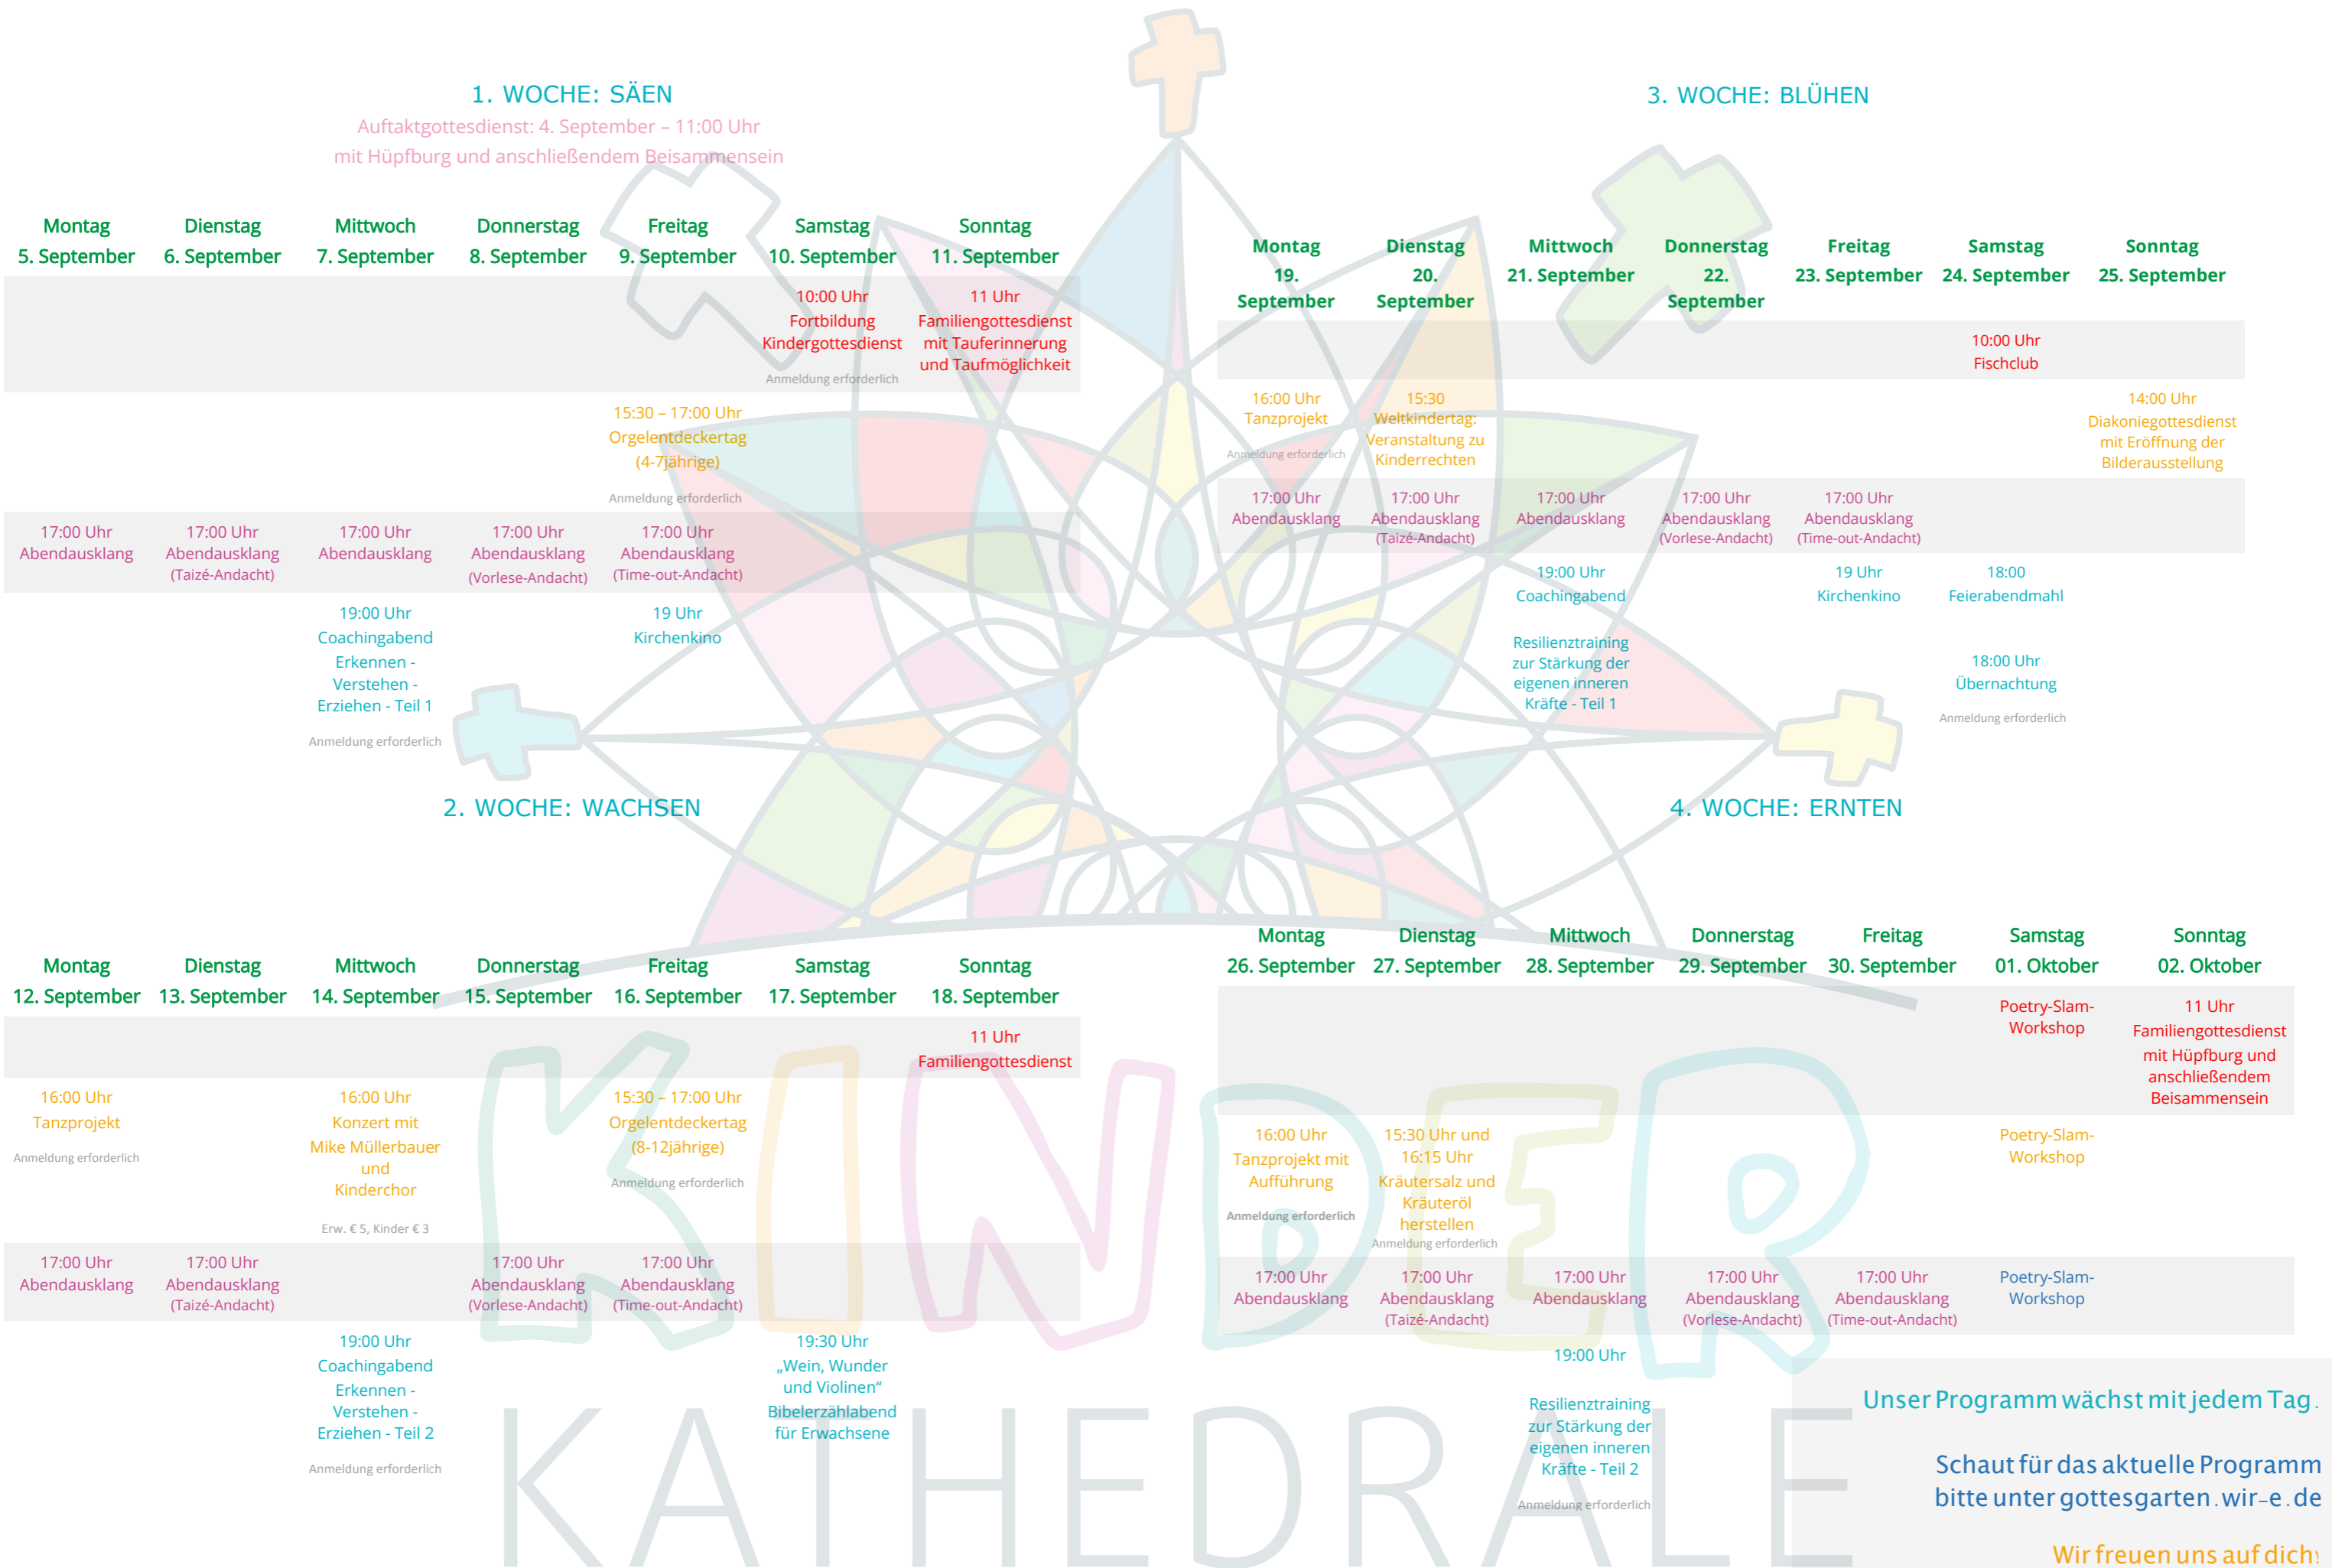 1. WOCHE: SÄEN
Auftaktgottesdienst: 4. September – 11:00 Uhr
mit Hüpfburg und anschließendem Beisammensein
Montag Dienstag Mittwoch Donnerstag Freitag Samstag Sonntag
5. September 6. September 7. September 8. September 9. September 10. September 11. September
10:00 Uhr
Fortbildung
Kindergottesdienst
Anmeldung erforderlich
11 Uhr
Familiengottesdienst
mit Tauferinnerung
und Taufmöglichkeit
15:30 – 17:00 Uhr
Orgelentdeckertag
(4-7jährige)
Anmeldung erforderlich
17:00 Uhr
Abendausklang
17:00 Uhr
Abendausklang
(Taizé-Andacht)
17:00 Uhr
Abendausklang
17:00 Uhr
Abendausklang
(Vorlese-Andacht)
17:00 Uhr
Abendausklang
(Time-out-Andacht)
19:00 Uhr
Coachingabend
Erkennen -
Verstehen -
Erziehen - Teil 1
Anmeldung erforderlich
19 Uhr
Kirchenkino
2. WOCHE: WACHSEN
Montag Dienstag Mittwoch Donnerstag Freitag Samstag Sonntag
12. September 13. September 14. September 15. September 16. September 17. September 18. September
11 Uhr
Familiengottesdienst
16:00 Uhr
Tanzprojekt
Anmeldung erforderlich
16:00 Uhr
Konzert mit
Mike Müllerbauer
und
Kinderchor
Erw. € 5, Kinder € 3
15:30 – 17:00 Uhr
Orgelentdeckertag
(8-12jährige)
Anmeldung erforderlich
17:00 Uhr
Abendausklang
17:00 Uhr
Abendausklang
(Taizé-Andacht)
17:00 Uhr
Abendausklang
(Vorlese-Andacht)
17:00 Uhr
Abendausklang
(Time-out-Andacht)
19:00 Uhr
Coachingabend
Erkennen -
Verstehen -
Erziehen - Teil 2
Anmeldung erforderlich
19:30 Uhr
„Wein, Wunder
und Violinen“
Bibelerzählabend
für Erwachsene
3. WOCHE: BLÜHEN
Montag Dienstag Mittwoch Donnerstag Freitag Samstag Sonntag
19. 20. 21. September 22. 23. September 24. September 25. September
September September September
10:00 Uhr
Fischclub
16:00 Uhr
Tanzprojekt
Anmeldung erforderlich
15:30
Weltkindertag:
Veranstaltung zu
Kinderrechten
14:00 Uhr
Diakoniegottesdienst
mit Eröffnung der
Bilderausstellung
17:00 Uhr
Abendausklang
17:00 Uhr
Abendausklang
(Taizé-Andacht)
17:00 Uhr
Abendausklang
17:00 Uhr
Abendausklang
(Vorlese-Andacht)
17:00 Uhr
Abendausklang
(Time-out-Andacht)
19:00 Uhr
Coachingabend
Resilienztraining
zur Stärkung der
eigenen inneren
Kräfte - Teil 1
19 Uhr
Kirchenkino
18:00
Feierabendmahl
18:00 Uhr
Übernachtung
Anmeldung erforderlich
4. WOCHE: ERNTEN
Montag Dienstag Mittwoch Donnerstag Freitag Samstag Sonntag
26. September 27. September 28. September 29. September 30. September 01. Oktober 02. Oktober
Poetry-Slam-
Workshop
11 Uhr
Familiengottesdienst
mit Hüpfburg und
anschließendem
Beisammensein
16:00 Uhr
Tanzprojekt mit
Aufführung
Anmeldung erforderlich
15:30 Uhr und
16:15 Uhr
Kräutersalz und
Kräuteröl
herstellen
Anmeldung erforderlich
Poetry-Slam-
Workshop
17:00 Uhr
Abendausklang
17:00 Uhr
Abendausklang
(Taizé-Andacht)
17:00 Uhr
Abendausklang
17:00 Uhr
Abendausklang
(Vorlese-Andacht)
17:00 Uhr
Abendausklang
(Time-out-Andacht)
Poetry-Slam-
Workshop
19:00 Uhr
Resilienztraining
zur Stärkung der
eigenen inneren
Kräfte - Teil 2
Anmeldung erforderlich
Unser Programm wächst mit jedem Tag.
Schaut für das aktuelle Programm
bitte unter gottesgarten.wir-e.de
Wir freuen uns auf dich!
KINDER
KATHEDRALE